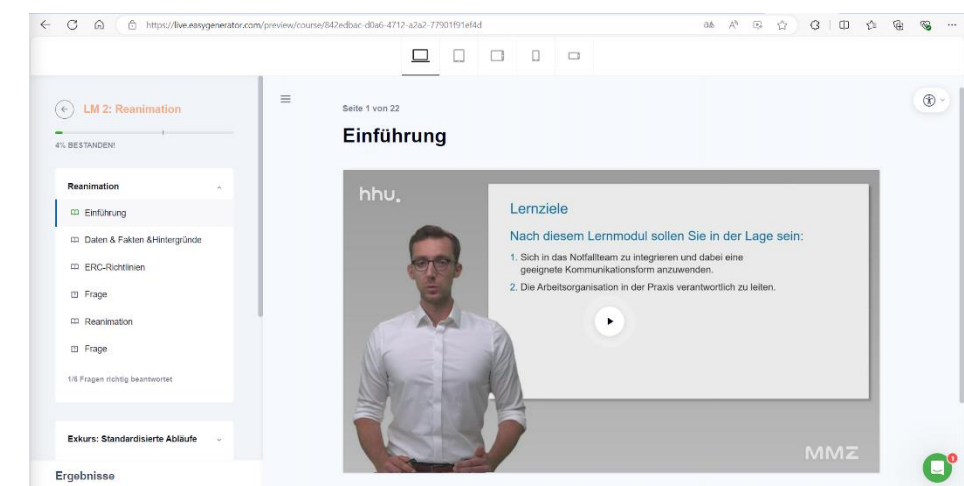 https://live.easygenerator.com/preview/course/842edbac-d0a6-4712-a2a2-77901f91ef4d
LM 2: Reanimation
4% BESTANDEN!
Reanimation
Einführung
Daten & Fakten &Hintergründe
ERC-Richtlinien
Frage
Reanimation
Frage
1/5 Fragen richtig beantwortet
Exkurs: Standardisierte Abläufe
Ergebnisse
Seite 1 von 22
Einführung
hhu.
Lernziele
Nach diesem Lernmodul sollen Sie in der Lage sein:
1. Sich in das Notfallteam zu integrieren und dabei eine
geeignete Kommunikationsform anzuwenden.
2. Die Arbeitsorganisation in der Praxis verantwortlich zu leiten.
MMZ